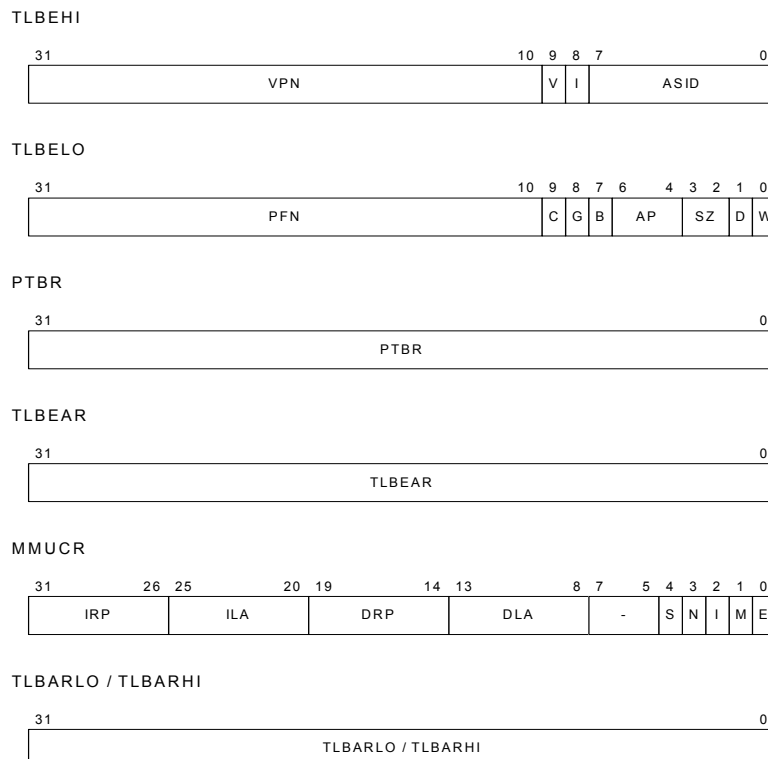 TLBEHI
31 10 9 8 7 0
VPN V I ASID
TLBELO
31 10 9 8 7 6 4 3 2 1 0
PFN C G B AP SZ D W
PTBR
31 0
PTBR
TLBEAR
31 0
TLBEAR
MMUCR
31 26 25 20 19 14 13 8 7 5 4 3 2 1 0
IRP ILA DRP DLA - S N I M E
TLBARLO / TLBARHI
31 0
TLBARLO / TLBARHI